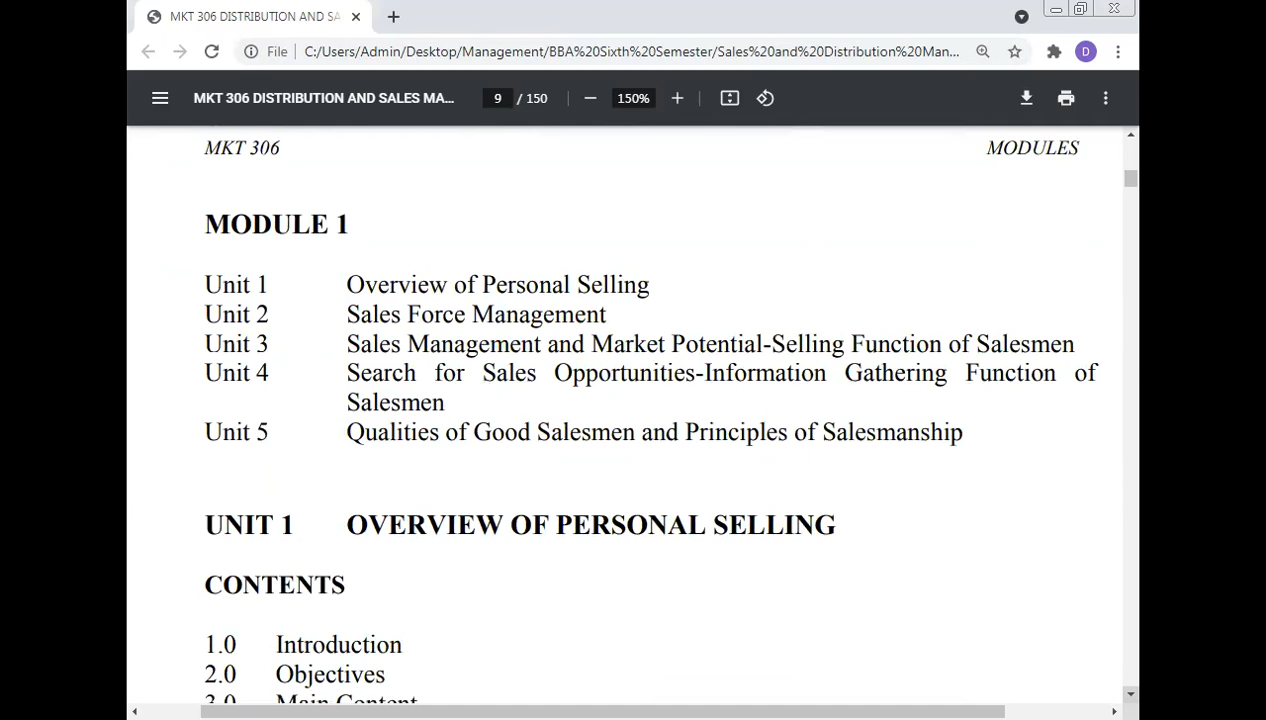 MKT 306 DISTRIBUTION AND SA
File C:/Users/Admin/Desktop/Management/BBA%20Sixth%20Semester/Sales%20and%20Distribution%20Man... D
MKT 306 DISTRIBUTION AND SALES MA... 9 / 150 150%
MKT 306 MODULES
MODULE 1
Unit 1 Overview of Personal Selling
Unit 2 Sales Force Management
Unit 3 Sales Management and Market Potential-Selling Function of Salesmen
Unit 4 Search for Sales Opportunities-Information Gathering Function of
Salesmen
Unit 5 Qualities of Good Salesmen and Principles of Salesmanship
UNIT 1 OVERVIEW OF PERSONAL SELLING
CONTENTS
1.0 Introduction
2.0 Objectives
3.0 Main Content